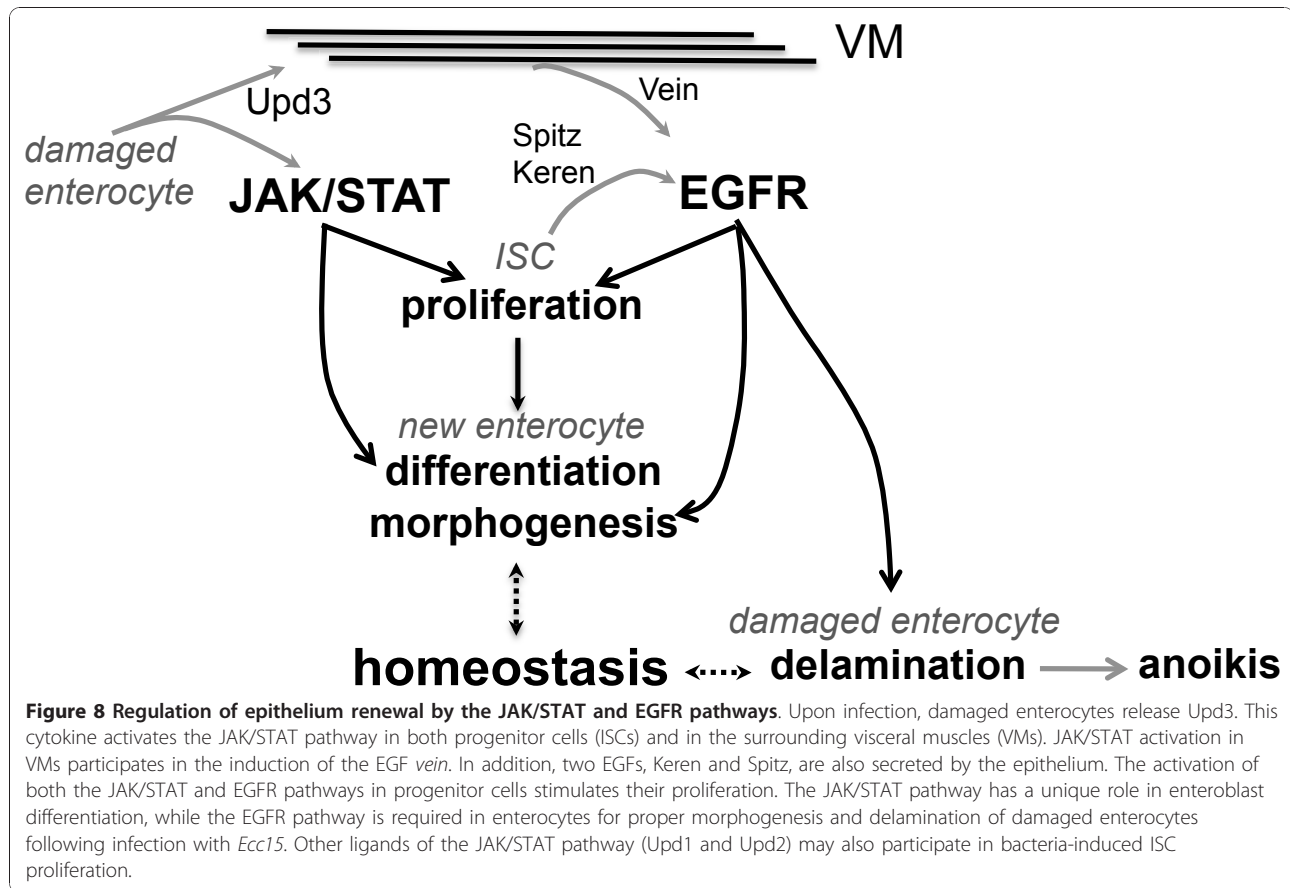 VM
Vein
Upd3
Spitz
Keren
damaged
enterocyte
JAK/STAT
EGFR
ISC
proliferation
new enterocyte
differentiation
morphogenesis
damaged enterocyte
homeostasis
delamination
anoikis
Figure 8 Regulation of epithelium renewal by the JAK/STAT and EGFR pathways. Upon infection, damaged enterocytes release Upd3. This
cytokine activates the JAK/STAT pathway in both progenitor cells (ISCs) and in the surrounding visceral muscles (VMs). JAK/STAT activation in
VMs participates in the induction of the EGF vein. In addition, two EGFs, Keren and Spitz, are also secreted by the epithelium. The activation of
both the JAK/STAT and EGFR pathways in progenitor cells stimulates their proliferation. The JAK/STAT pathway has a unique role in enteroblast
differentiation, while the EGFR pathway is required in enterocytes for proper morphogenesis and delamination of damaged enterocytes
following infection with Ecc15. Other ligands of the JAK/STAT pathway (Upd1 and Upd2) may also participate in bacteria-induced ISC
proliferation.